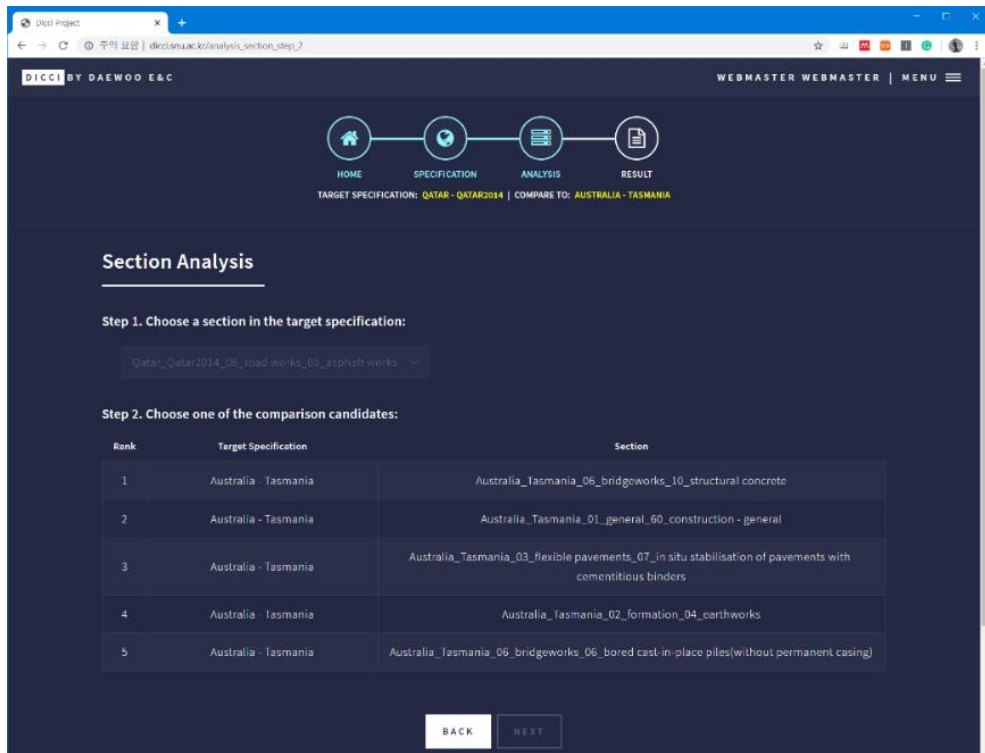 Dicci Project
주의 요함 | dicci.snu.ac.kr/analysis_section_step_2
DICCI BY DAEWOO E&C
WEBMASTER WEBMASTER | MENU
HOME SPECIFICATION ANALYSIS RESULT
TARGET SPECIFICATION: QATAR - QATAR2014 | COMPARE TO: AUSTRALIA - TASMANIA
Section Analysis
Step 1. Choose a section in the target specification:
Qatar_Qatar2014_06_road works_05_asphalt works
Step 2. Choose one of the comparison candidates:
Rank Target Specification Section
1 Australia - Tasmania Australia_Tasmania_06_bridgeworks_10_structural concrete
2 Australia - Tasmania Australia_Tasmania_01_general_60_construction - general
3 Australia - Tasmania Australia_Tasmania_03_flexible pavements_07_in situ stabilisation of pavements with
cementitious binders
4 Australia - Tasmania Australia_Tasmania_02_formation_04_earthworks
5 Australia - Tasmania Australia_Tasmania_06_bridgeworks_06_bored cast-in-place piles(without permanent casing)
BACK NEXT